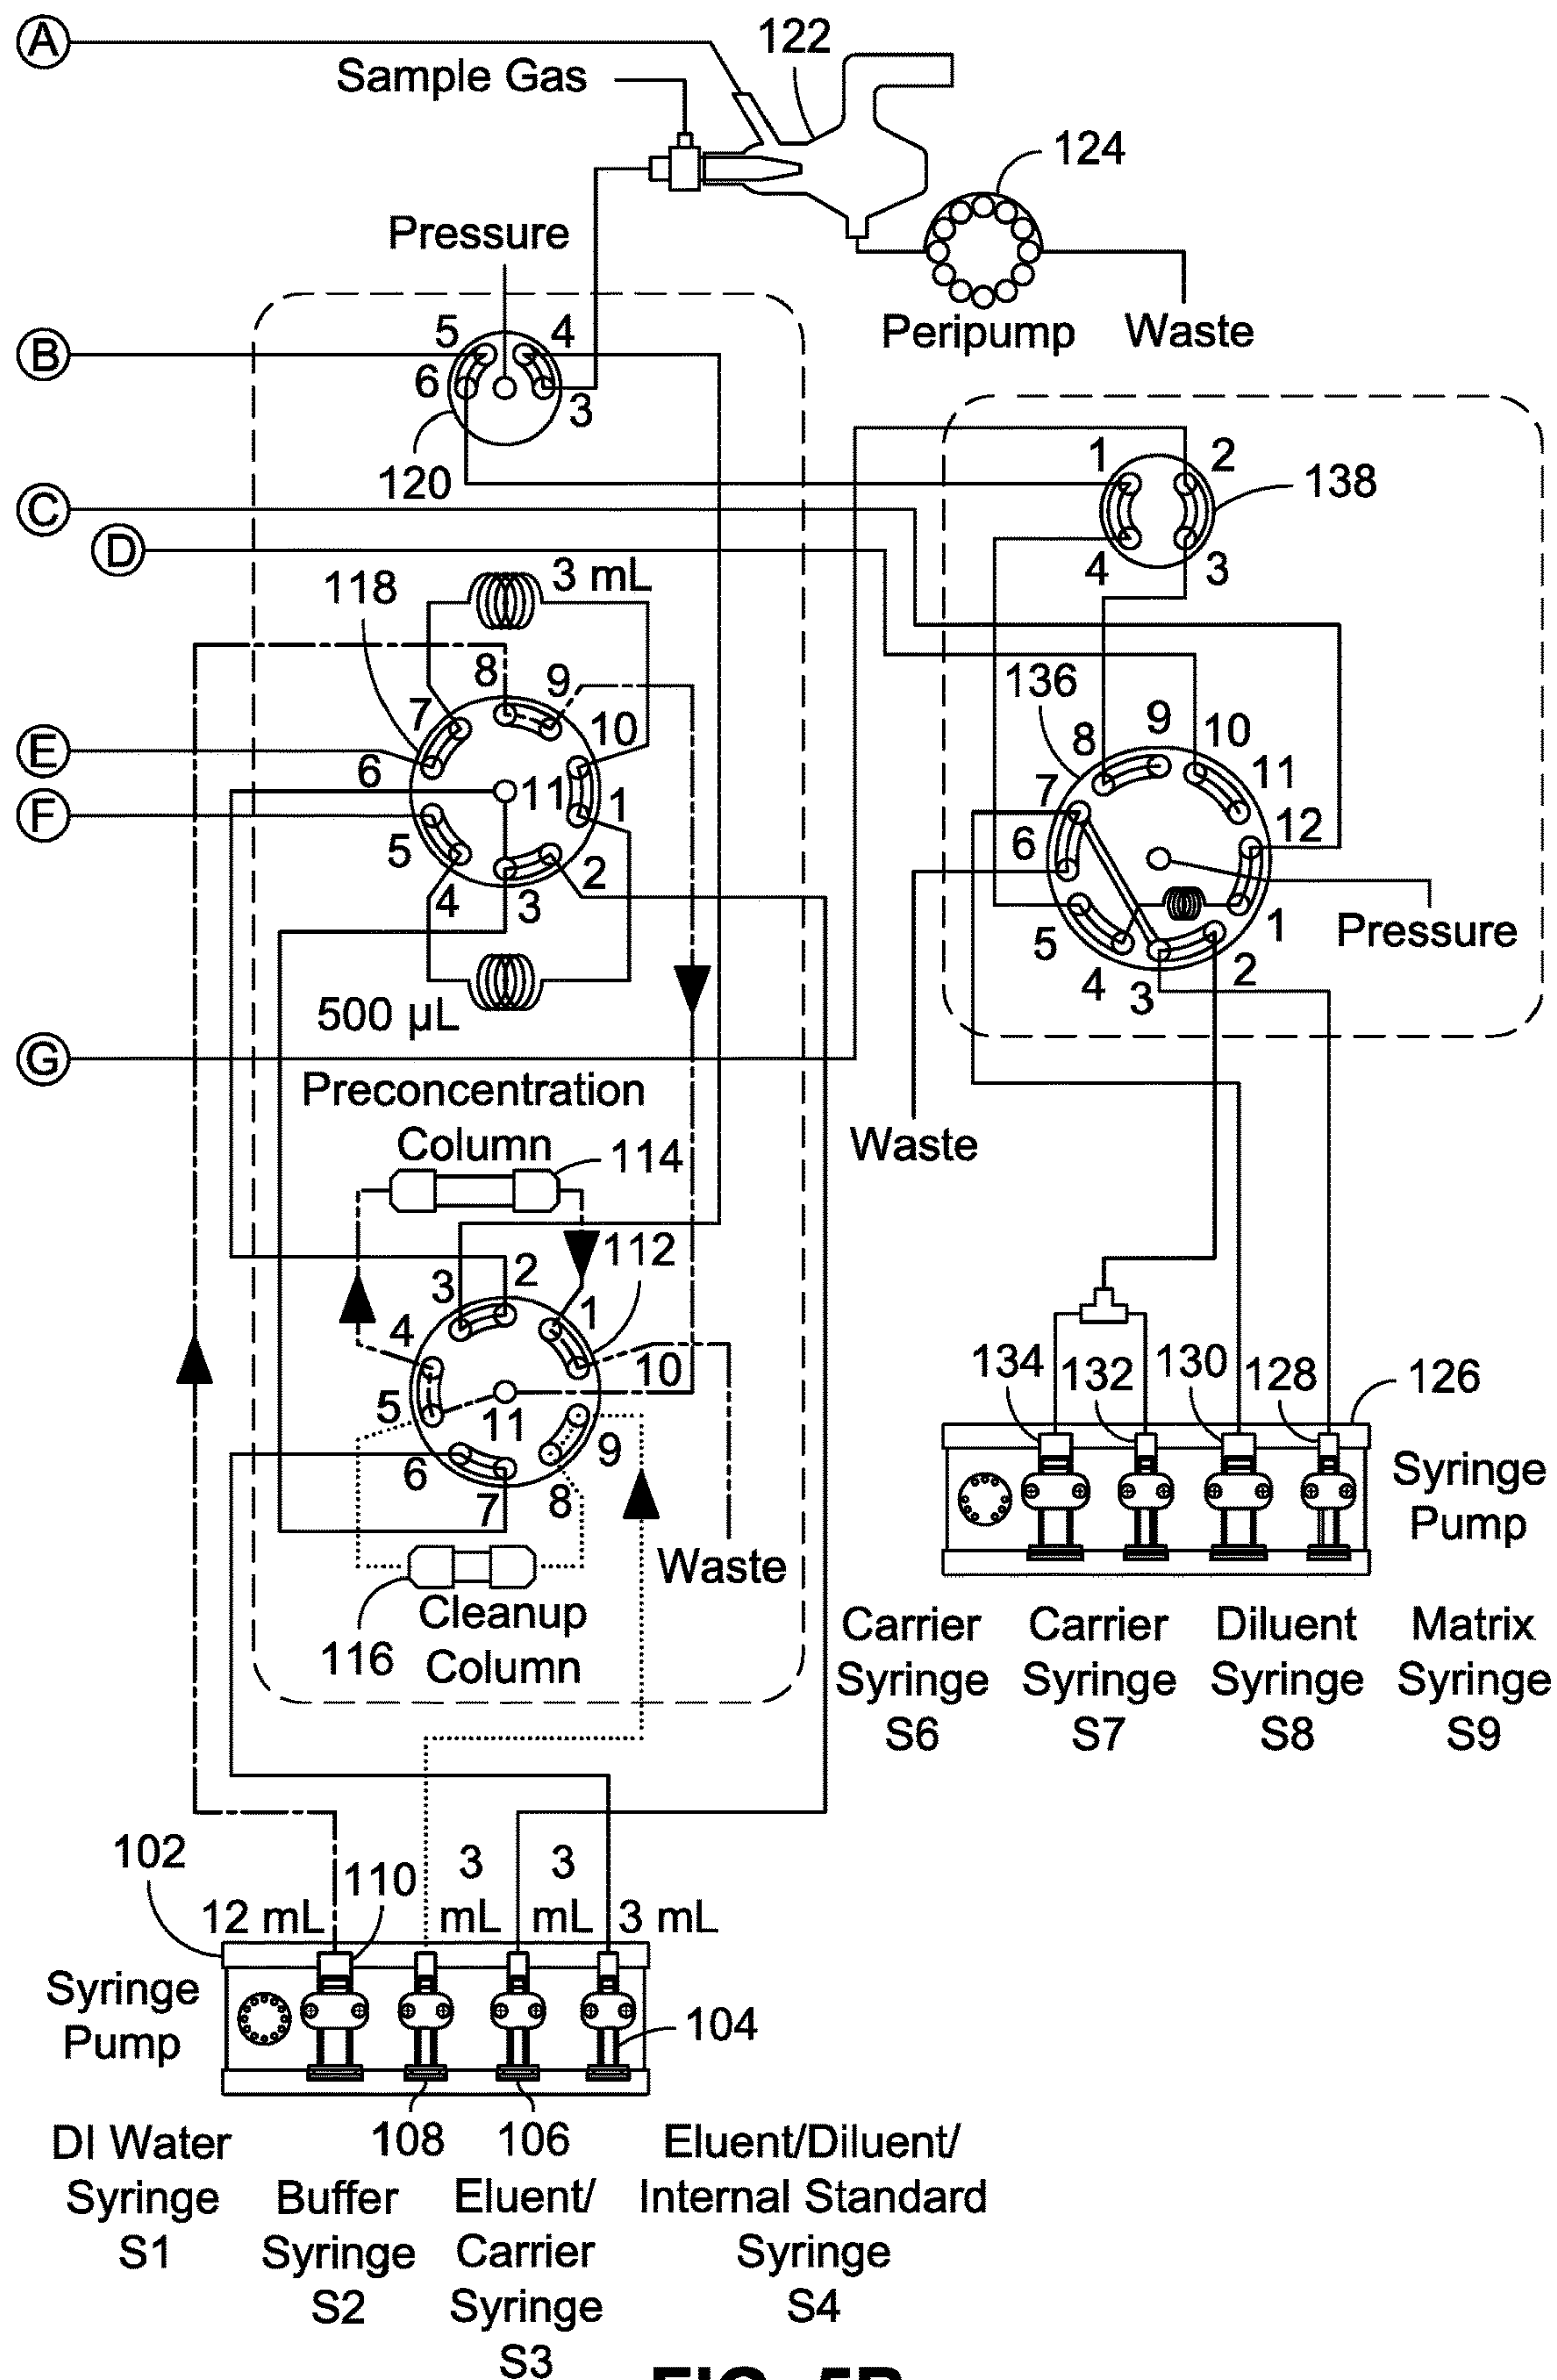 A
122
Sample Gas
124
Pressure
Peripump
Waste
B
5
4
6
3
120
1
2
138
C
D
4
3
3 mL
118
8
9
7
10
136
9
10
8
11
E
6
11
1
7
12
F
6
5
2
4
3
1
Pressure
5
2
4
3
500 µL
G
Preconcentration
Column
114
Waste
112
3
2
1
4
10
134
132
130
128
126
5
11
9
6
8
7
Syringe
Pump
Waste
Cleanup
Column
116
Carrier
Syringe
S6
Carrier
Syringe
S7
Diluent
Syringe
S8
Matrix
Syringe
S9
102
110
3
mL
3
mL
12 mL
3 mL
Syringe
Pump
104
108
106
DI Water
Syringe
S1
Buffer
Syringe
S2
Eluent/
Carrier
Syringe
S3
Eluent/Diluent/
Internal Standard
Syringe
S4